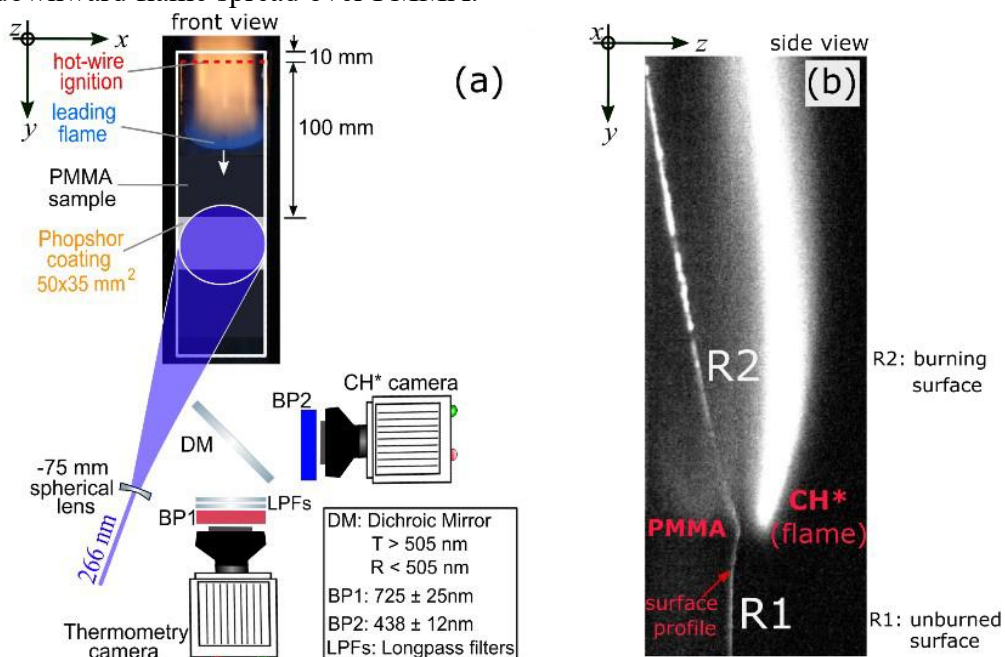 downward flame spread over PMMA.
front view
z
x
y
hot-wire
ignition
10 mm
(a)
leading
flame
100 mm
PMMA
sample
Phopshor
coating
50x35 mm²
BP2
CH* camera
DM
-75 mm
spherical
lens
LPFs
BP1
266 nm
DM: Dichroic Mirror
T > 505 nm
R < 505 nm
BP1: 725 ± 25nm
BP2: 438 ± 12nm
LPFs: Longpass filters
Thermometry
camera
x
z
y
side view
(b)
R2
R2: burning
surface
PMMA
CH*
(flame)
surface
profile
R1
R1: unburned
surface